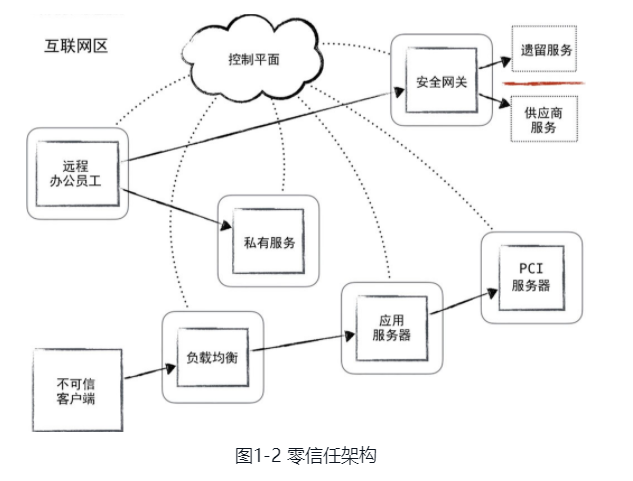 互联网区
控制平面
安全网关
遗留服务
供应商
服务
远程
办公员工
私有服务
PCI
服务器
应用
服务器
负载均衡
不可信
客户端
图1-2 零信任架构